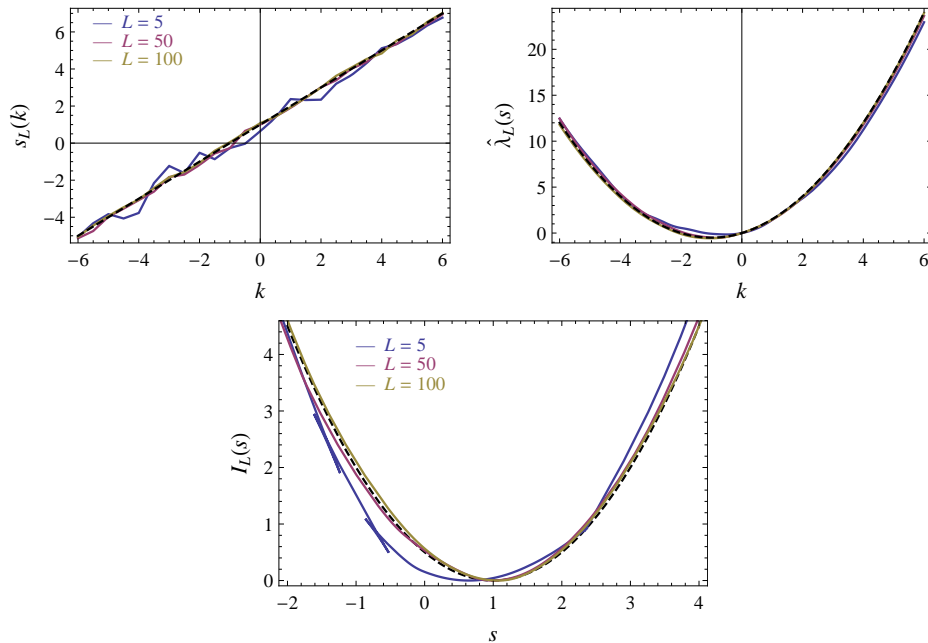 L = 5
L = 50
L = 100
6
4
2
0
−2
−4
s_L(k)
−6 −4 −2 0 2 4 6
k
20
15
10
5
0
λ̂_L(s)
−6 −4 −2 0 2 4 6
k
L = 5
L = 50
L = 100
4
3
2
1
0
I_L(s)
−2 −1 0 1 2 3 4
s